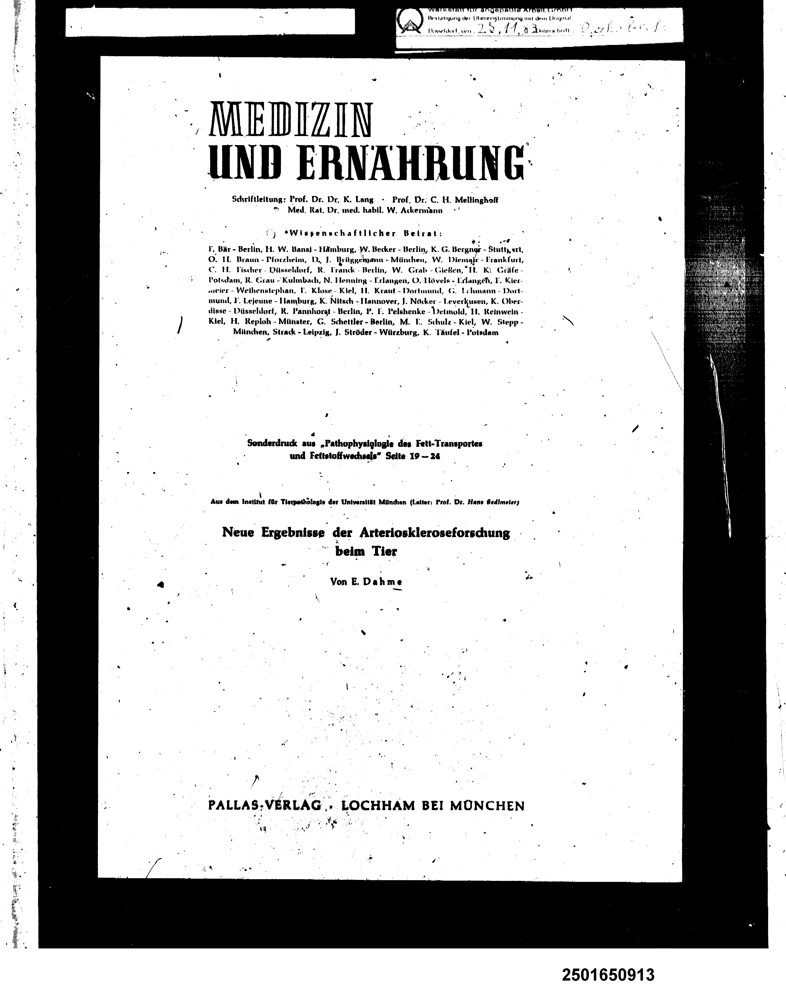 Werkstatt für angepaßte Arbeit GmbH
Bestätigung der Übereinstimmung mit dem Original
Düsseldorf, den 25.11.83
MEDIZIN
UND ERNÄHRUNG
Schriftleitung: Prof. Dr. Dr. K. Lang · Prof. Dr. C. H. Mellinghoff
Med. Rat. Dr. med. habil. W. Ackermann
Wissenschaftlicher Beirat:
F. Bär - Berlin, H. W. Bansi - Hamburg, W. Becker - Berlin, K. G. Bergner - Stuttgart,
O. H. Braun - Pforzheim, D. J. Brüggemann - München, W. Diemair - Frankfurt,
C. H. Fischer - Düsseldorf, R. Franck - Berlin, W. Grab - Gießen, H. K. Gräfe -
Potsdam, R. Grau - Kulmbach, N. Henning - Erlangen, O. Hövels - Erlangen, F. Kier-
meier - Weihenstephan, F. Klose - Kiel, H. Kraut - Dortmund, G. Lehmann - Dort-
mund, F. Lejeune - Hamburg, K. Nitsch - Hannover, J. Nöcker - Leverkusen, K. Ober-
disse - Düsseldorf, R. Pannhorst - Berlin, P. F. Pelshenke - Detmold, H. Reinwein -
Kiel, H. Reploh - Münster, G. Schettler - Berlin, M. E. Schulz - Kiel, W. Stepp -
München, Strack - Leipzig, J. Ströder - Würzburg, K. Täufel - Potsdam
Sonderdruck aus „Pathophysiologie des Fett-Transportes
und Fettstoffwechsels" Seite 19 – 24
Aus dem Institut für Tierpathologie der Universität München (Leiter: Prof. Dr. Hans Sedlmeier)
Neue Ergebnisse der Arterioskleroseforschung
beim Tier
Von E. Dahme
PALLAS-VERLAG · LOCHHAM BEI MÜNCHEN
2501650913